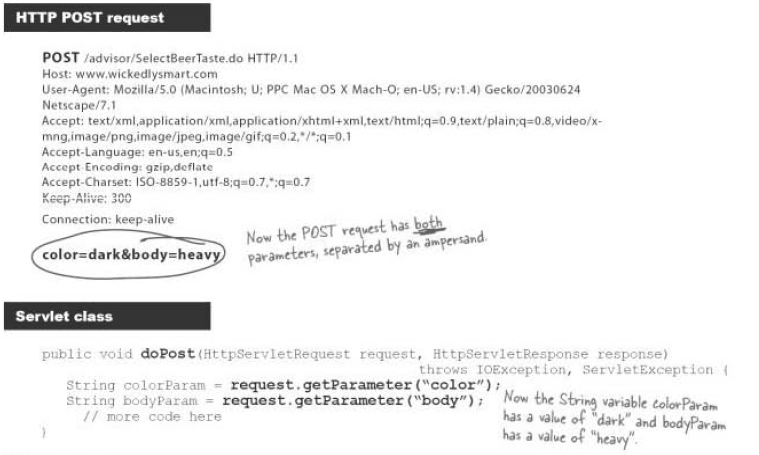 HTTP POST request
POST /advisor/SelectBeerTaste.do HTTP/1.1
Host: www.wickedlysmart.com
User-Agent: Mozilla/5.0 (Macintosh; U; PPC Mac OS X Mach-O; en-US; rv:1.4) Gecko/20030624
Netscape/7.1
Accept: text/xml,application/xml,application/xhtml+xml,text/html;q=0.9,text/plain;q=0.8,video/x-
mng,image/png,image/jpeg,image/gif;q=0.2,*/*;q=0.1
Accept-Language: en-us,en;q=0.5
Accept-Encoding: gzip,deflate
Accept-Charset: ISO-8859-1,utf-8;q=0.7,*;q=0.7
Keep-Alive: 300
Connection: keep-alive
color=dark&body=heavy
Now the POST request has both
parameters, separated by an ampersand.
Servlet class
public void doPost(HttpServletRequest request, HttpServletResponse response)
throws IOException, ServletException {
String colorParam = request.getParameter(“color”);
String bodyParam = request.getParameter(“body”);
// more code here
}
Now the String variable colorParam
has a value of "dark" and bodyParam
has a value of "heavy".